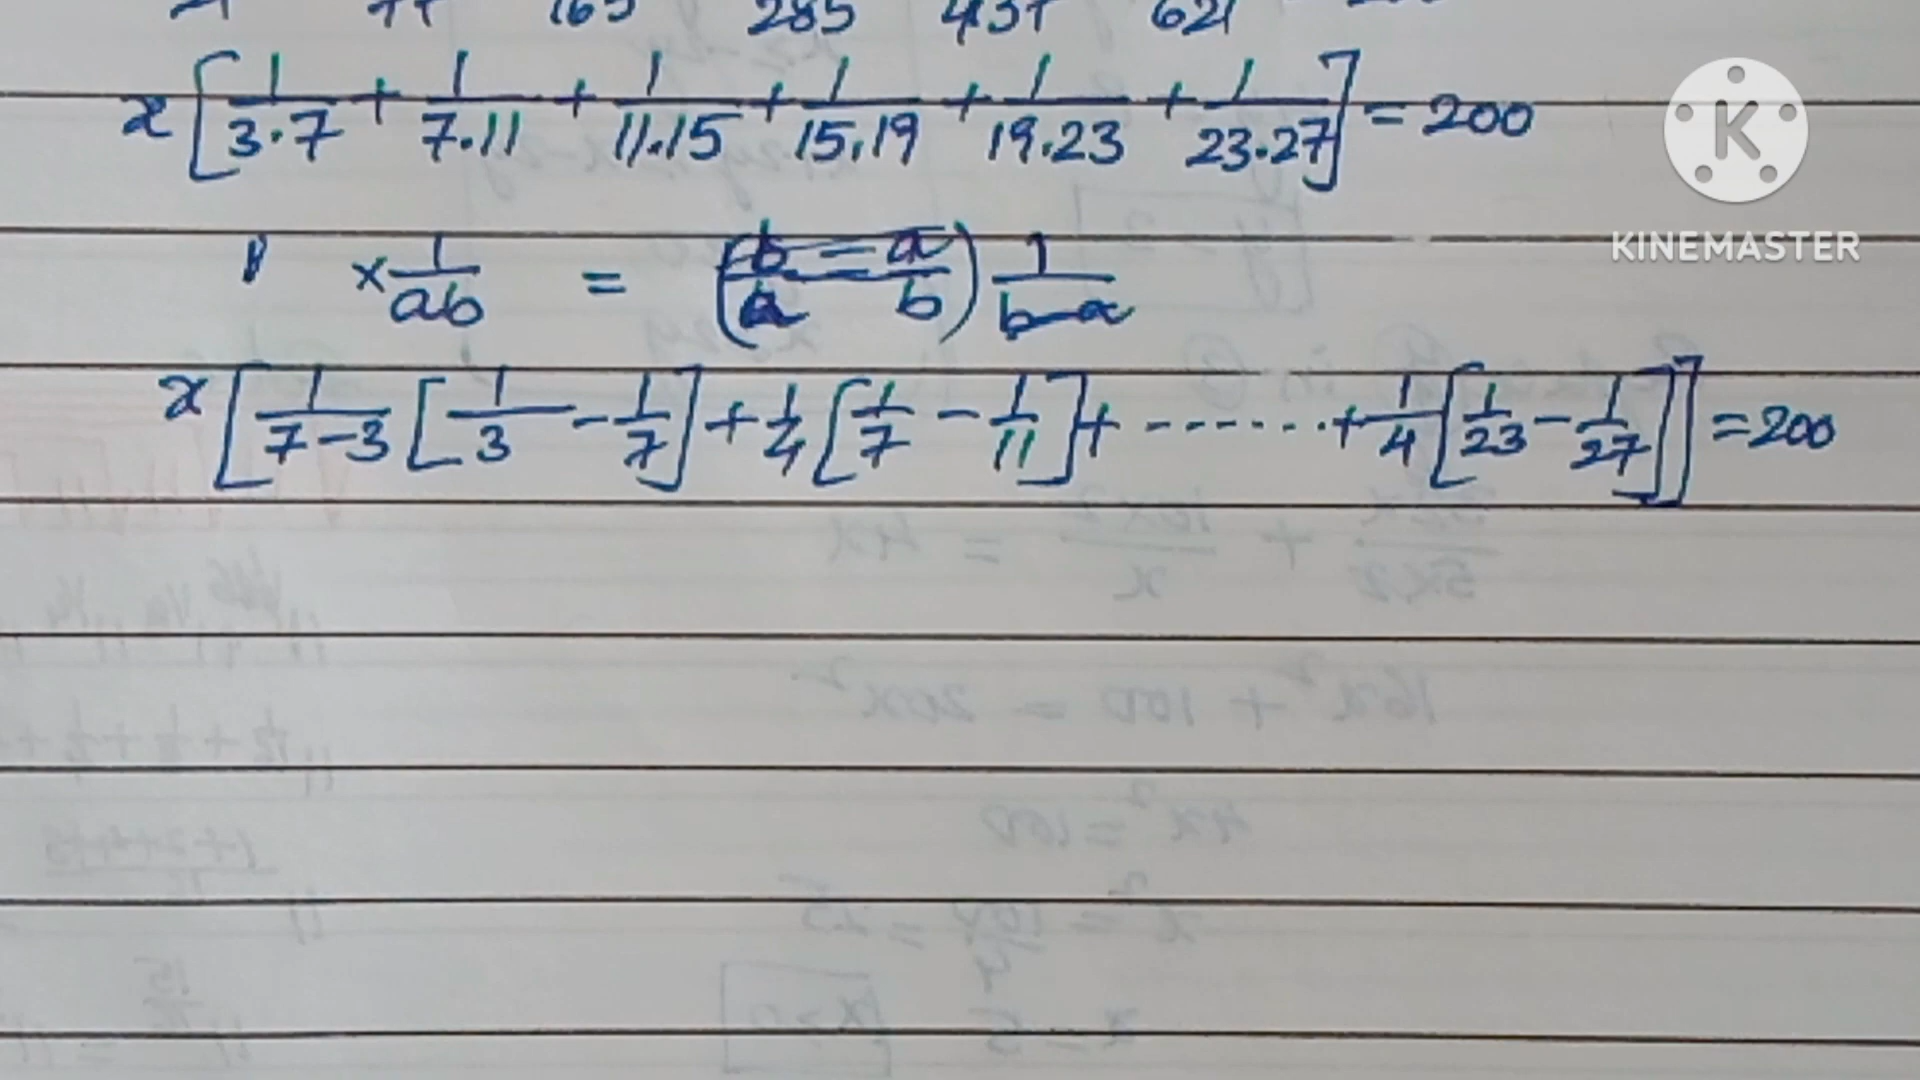 165 285 437 621
x[1/3.7 + 1/7.11 + 1/11.15 + 1/15.19 + 1/19.23 + 1/23.27] = 200
KINEMASTER
× 1/ab = ( b - a / a b ) 1/b-a
x[1/7-3 [1/3 - 1/7] + 1/4 [1/7 - 1/11] + ------- + 1/4 [1/23 - 1/27]] = 200